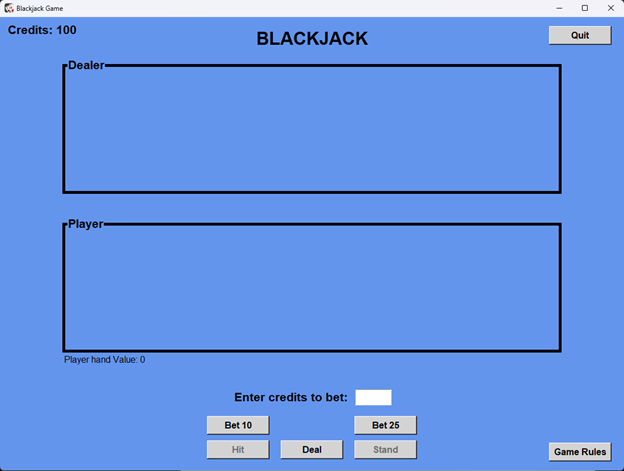 Blackjack Game
Credits: 100
BLACKJACK
Quit
Dealer
Player
Player hand Value: 0
Enter credits to bet:
Bet 10
Bet 25
Hit
Deal
Stand
Game Rules